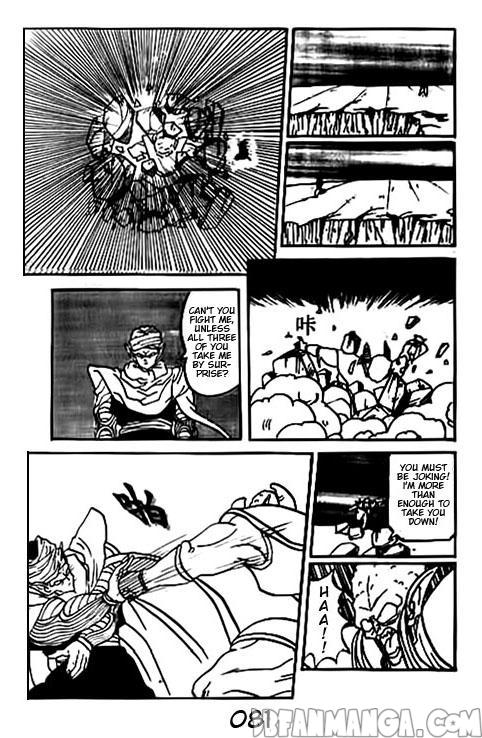 咔
CAN'T YOU
FIGHT ME,
UNLESS
ALL THREE
OF YOU
TAKE ME
BY SUR-
PRISE?
YOU MUST
BE JOKING!
I'M MORE
THAN
ENOUGH TO
TAKE YOU
DOWN!
HAA!!
081
DBFANMANGA.COM